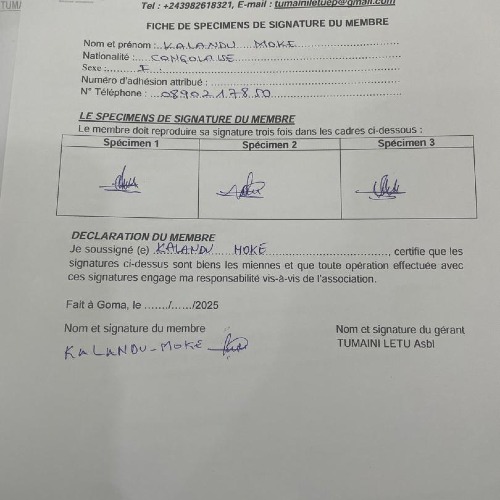 TUMA
Tel : +243982618321, E-mail : tumainiletuep@gmail.com
FICHE DE SPECIMENS DE SIGNATURE DU MEMBRE
Nom et prénom : KALANDU MOKE
Nationalité : CONGOLAISE
Sexe : F
Numéro d'adhésion attribué :
N° Téléphone : 0890217850
LE SPECIMENS DE SIGNATURE DU MEMBRE
Le membre doit reproduire sa signature trois fois dans les cadres ci-dessous :
Spécimen 1 Spécimen 2 Spécimen 3
DECLARATION DU MEMBRE
Je soussigné (e) KALANDU MOKE, certifie que les
signatures ci-dessus sont biens les miennes et que toute opération effectuée avec
ces signatures engage ma responsabilité vis-à-vis de l'association.
Fait à Goma, le ......./....../2025
Nom et signature du membre Nom et signature du gérant
KALANDU-MOKE TUMAINI LETU Asbl